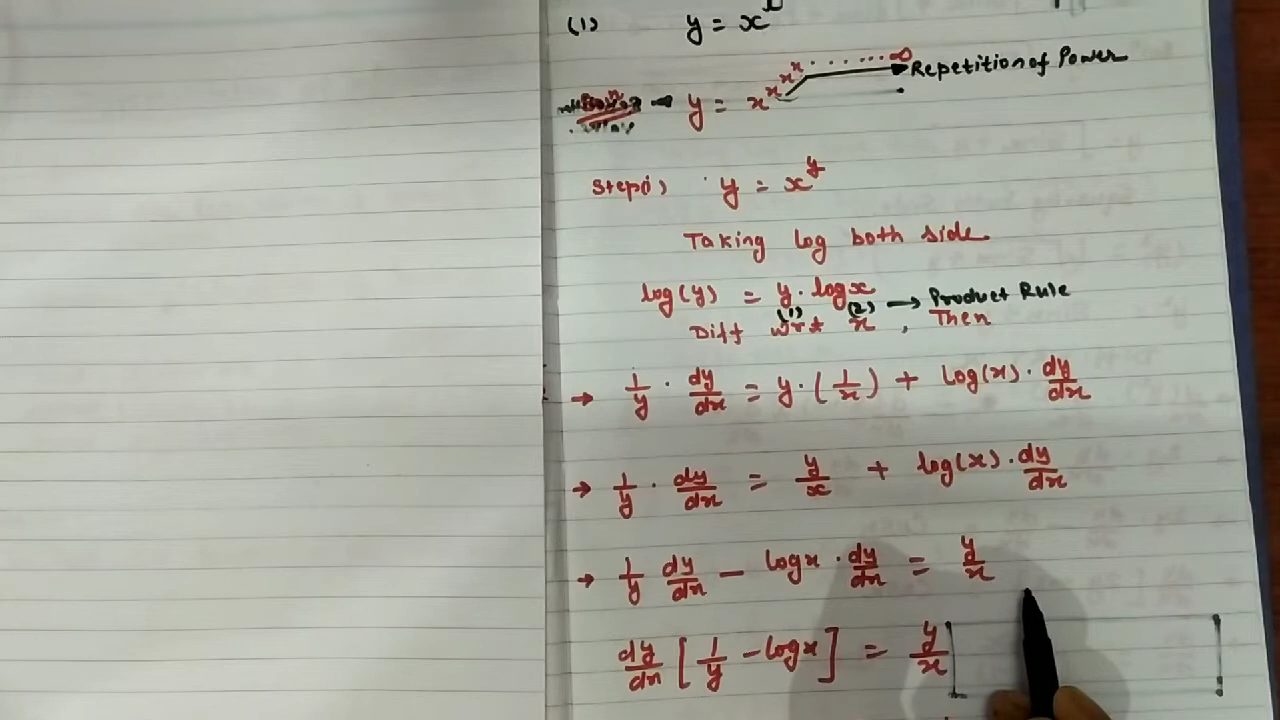 (1) y = x
y = x^x^x^x.......∞ → Repetition of Power
Step(i) y = x^y
Taking log both side
log(y) = y · log x → Product Rule
(1) (2)
Diff w.r.t x , Then
→ 1/y · dy/dx = y · (1/x) + log(x) · dy/dx
→ 1/y · dy/dx = y/x + log(x) · dy/dx
→ 1/y dy/dx − log x · dy/dx = y/x
dy/dx [1/y − log x] = y/x